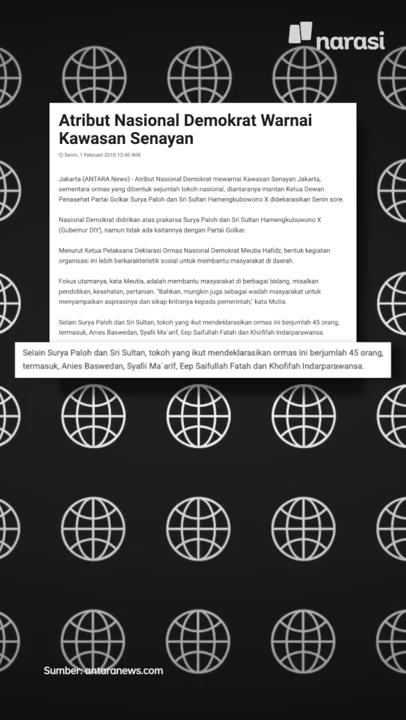 narasi
Atribut Nasional Demokrat Warnai
Kawasan Senayan
Senin, 1 Februari 2010 12:40 WIB
Jakarta (ANTARA News) - Atribut Nasional Demokrat mewarnai Kawasan Senayan Jakarta,
sementara ormas yang dibentuk sejumlah tokoh nasional, diantaranya mantan Ketua Dewan
Penasehat Partai Golkar Surya Paloh dan Sri Sultan Hamengkubowono X didekarasikan Senin sore.
Nasional Demokrat didirikan atas prakarsa Surya Paloh dan Sri Sultan Hamengkubuwono X
(Gubernur DIY), namun tidak ada kaitannya dengan Partai Golkar.
Menurut Ketua Pelaksana Deklarasi Ormas Nasional Demokrat Meutia Hafidz, bentuk kegiatan
organisasi ini lebih berkarakteristik sosial untuk membantu masyarakat di daerah.
Fokus utamanya, kata Meutia, adalah membantu masyarakat di berbagai bidang, misalkan
pendidikan, kesehatan, pertanian. "Bahkan, mungkin juga sebagai wadah masyarakat untuk
menyampaikan aspirasinya dan sikap kritisnya kepada pemerintah," kata Mutia.
Selain Surya Paloh dan Sri Sultan, tokoh yang ikut mendeklarasikan ormas ini berjumlah 45 orang,
termasuk, Anies Baswedan, Syafii Ma`arif, Eep Saifullah Fatah dan Khofifah Indarparawansa.
Selain Surya Paloh dan Sri Sultan, tokoh yang ikut mendeklarasikan ormas ini berjumlah 45 orang,
termasuk, Anies Baswedan, Syafii Ma`arif, Eep Saifullah Fatah dan Khofifah Indarparawansa.
Sumber: antaranews.com